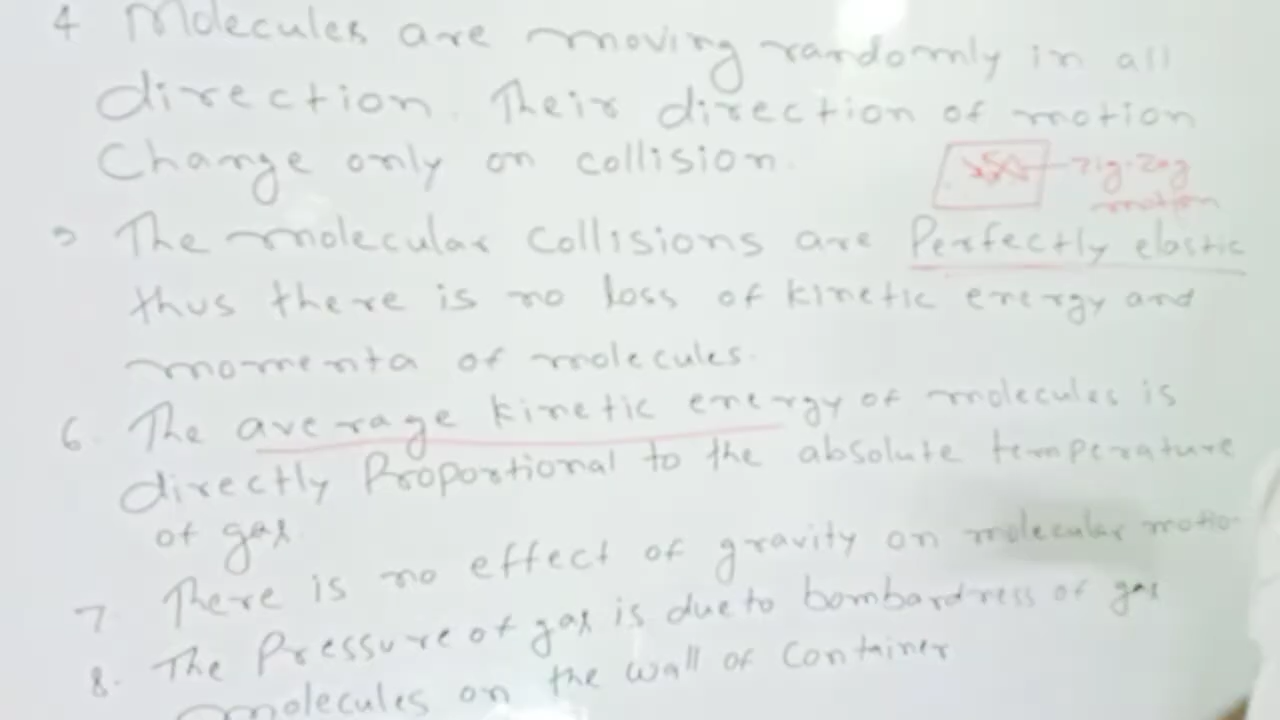 4 Molecules are moving randomly in all
direction. Their direction of motion
Change only on collision.
zig-zag
motion
5 The molecular collisions are Perfectly elastic
thus there is no loss of kinetic energy and
momenta of molecules.
6. The average kinetic energy of molecules is
directly Proportional to the absolute temperature
of gas.
7. There is no effect of gravity on molecular motio
8. The Pressure of gas is due to bombardness of gas
molecules on the wall of container